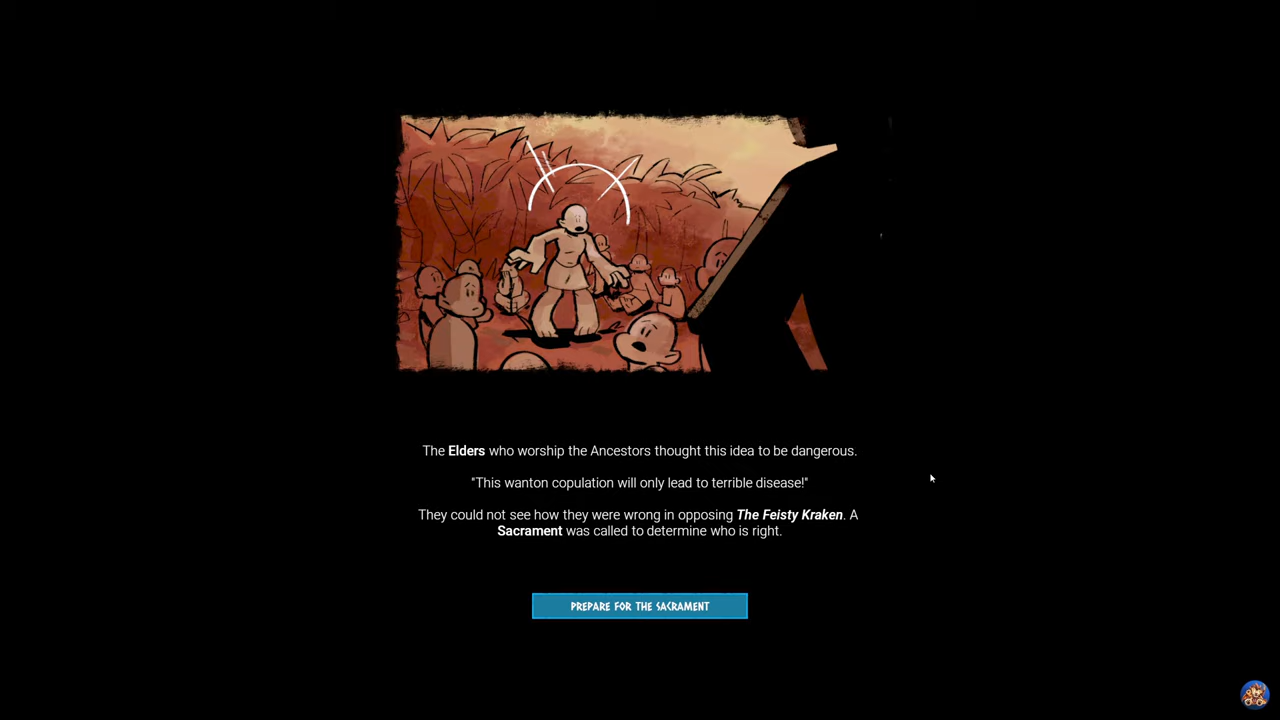 The Elders who worship the Ancestors thought this idea to be dangerous.
"This wanton copulation will only lead to terrible disease!"
They could not see how they were wrong in opposing The Feisty Kraken. A
Sacrament was called to determine who is right.
PREPARE FOR THE SACRAMENT